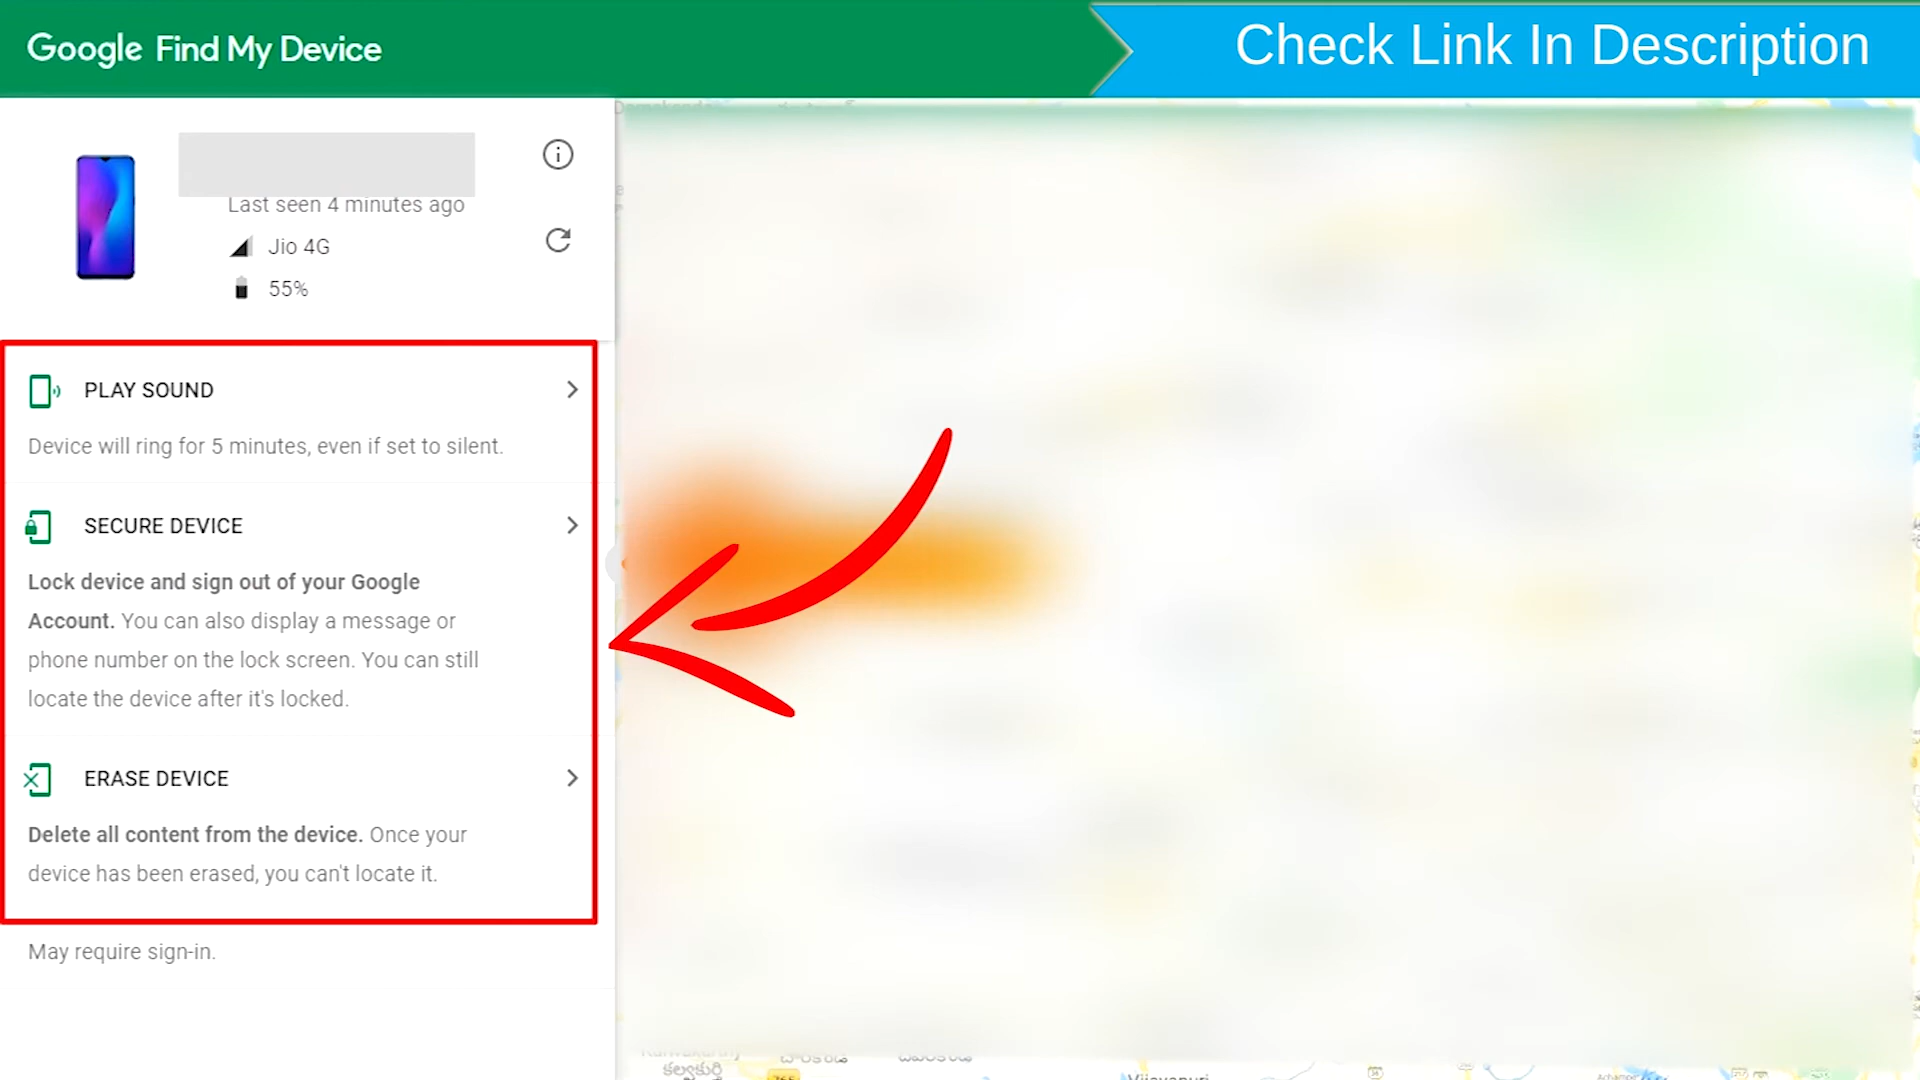 Google Find My Device
Check Link In Description
Last seen 4 minutes ago
Jio 4G
55%
PLAY SOUND
Device will ring for 5 minutes, even if set to silent.
SECURE DEVICE
Lock device and sign out of your Google
Account. You can also display a message or
phone number on the lock screen. You can still
locate the device after it's locked.
ERASE DEVICE
Delete all content from the device. Once your
device has been erased, you can't locate it.
May require sign-in.